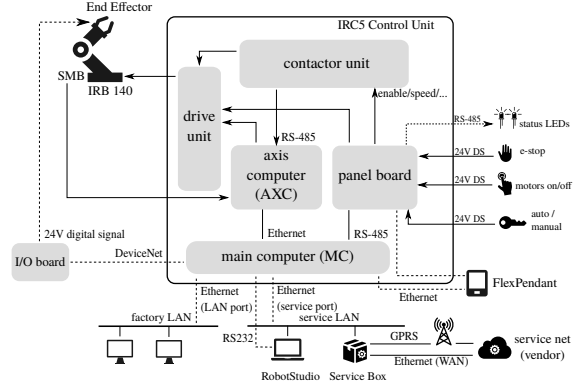 End Effector
IRC5 Control Unit
contactor unit
SMB
IRB 140
enable/speed/...
drive
unit
RS-485
status LEDs
RS-485
axis
computer
(AXC)
panel board
24V DS
e-stop
24V DS
motors on/off
24V DS
auto /
manual
24V digital signal
Ethernet
RS-485
I/O board
DeviceNet
main computer (MC)
FlexPendant
Ethernet
(LAN port)
Ethernet
(service port)
Ethernet
factory LAN
service LAN
RS232
GPRS
service net
(vendor)
Ethernet (WAN)
RobotStudio
Service Box